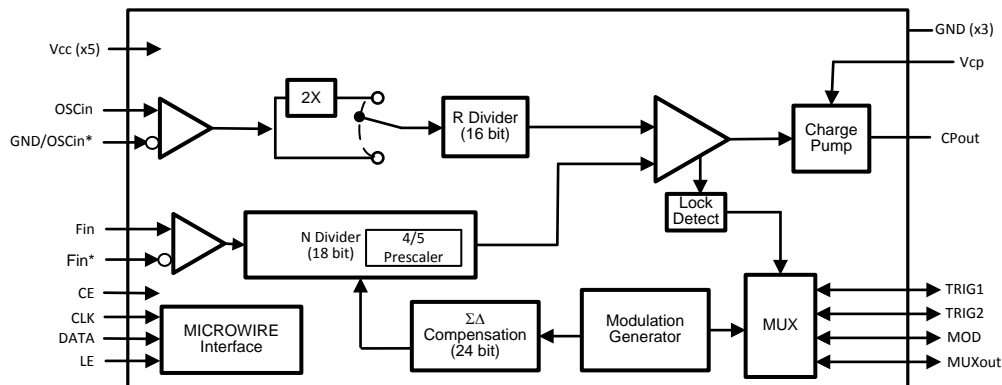 GND (x3)
Vcc (x5)
Vcp
OSCin
GND/OSCin*
2X
R Divider
(16 bit)
Charge
Pump
CPout
Lock
Detect
Fin
Fin*
N Divider
(18 bit)
4/5
Prescaler
CE
CLK
DATA
LE
MICROWIRE
Interface
ΣΔ
Compensation
(24 bit)
Modulation
Generator
MUX
TRIG1
TRIG2
MOD
MUXout